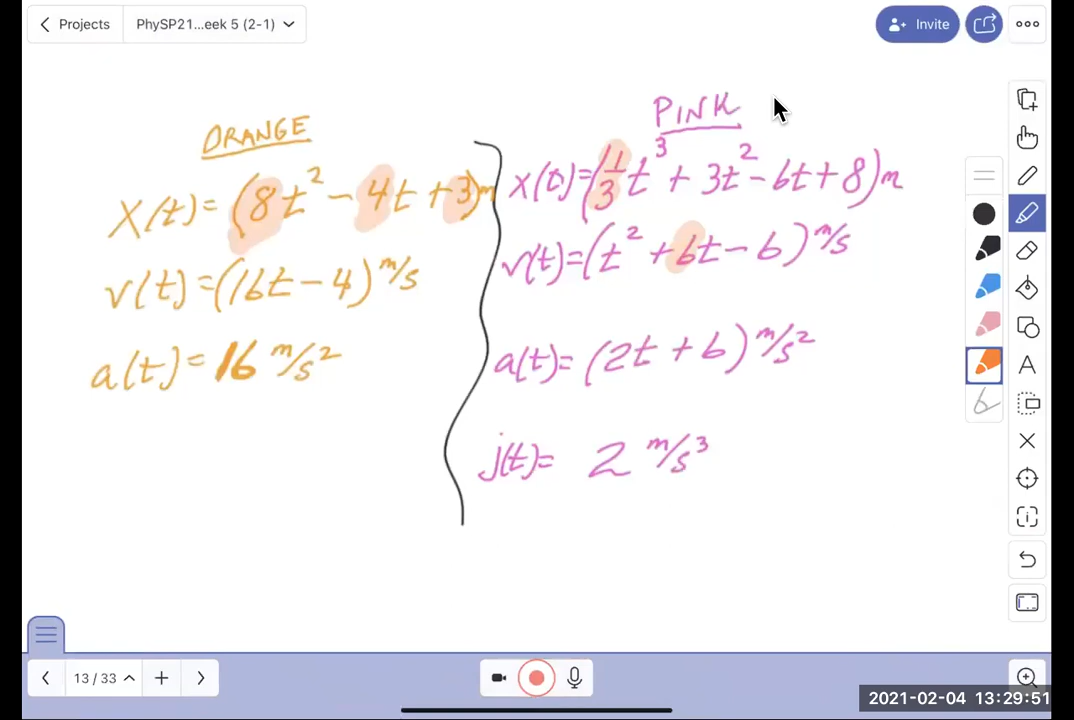 Projects
PhySP21...eek 5 (2-1)
Invite
ORANGE
x(t) = (8t² - 4t + 3)m
v(t) = (16t - 4) m/s
a(t) = 16 m/s²
PINK
x(t) = (1/3 t³ + 3t² - 6t + 8)m
v(t) = (t² + 6t - 6) m/s
a(t) = (2t + 6) m/s²
j(t) = 2 m/s³
A
13 / 33
2021-02-04 13:29:51